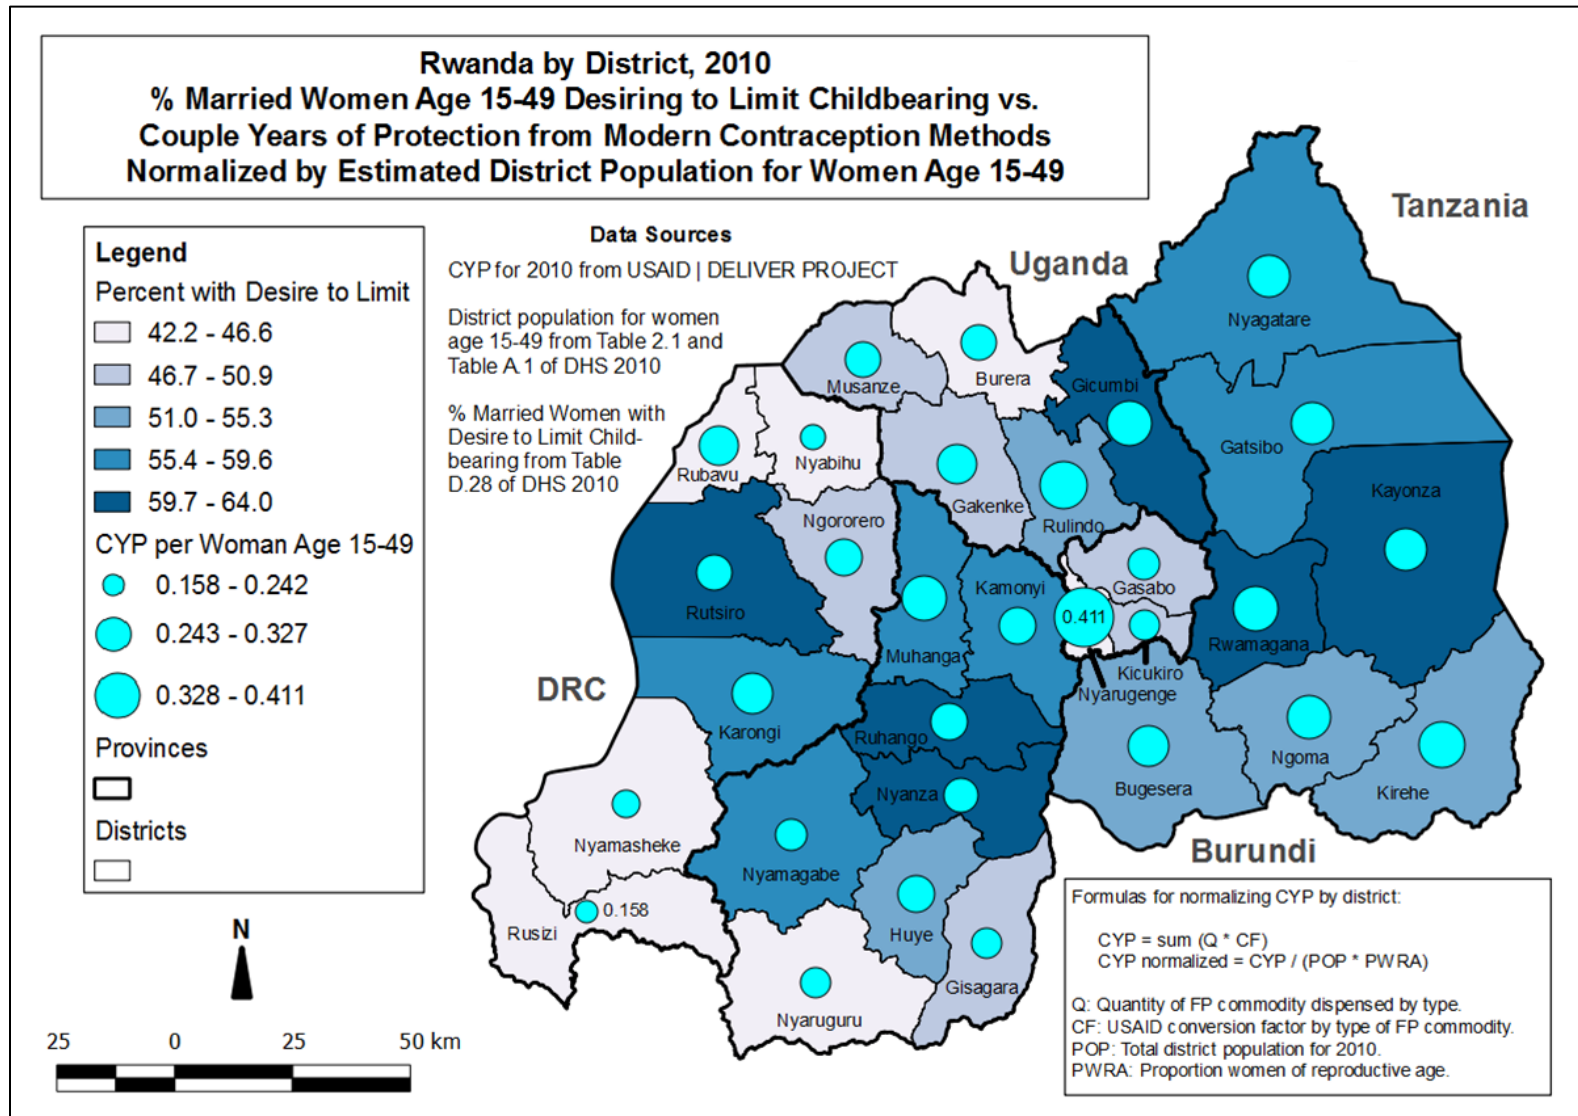 Rwanda by District, 2010
% Married Women Age 15-49 Desiring to Limit Childbearing vs.
Couple Years of Protection from Modern Contraception Methods
Normalized by Estimated District Population for Women Age 15-49
Legend
Percent with Desire to Limit
42.2 - 46.6
46.7 - 50.9
51.0 - 55.3
55.4 - 59.6
59.7 - 64.0
CYP per Woman Age 15-49
0.158 - 0.242
0.243 - 0.327
0.328 - 0.411
Provinces
Districts
Data Sources
CYP for 2010 from USAID | DELIVER PROJECT
District population for women
age 15-49 from Table 2.1 and
Table A.1 of DHS 2010
% Married Women with
Desire to Limit Child-
bearing from Table
D.28 of DHS 2010
Tanzania
Uganda
DRC
Burundi
Nyagatare
Musanze
Burera
Gicumbi
Gatsibo
Rubavu
Nyabihu
Gakenke
Rulindo
Kayonza
Ngororero
Rutsiro
Kamonyi
Gasabo
0.411
Muhanga
Rwamagana
Kicukiro
Nyarugenge
Karongi
Ruhango
Ngoma
Bugesera
Kirehe
Nyanza
Nyamasheke
Nyamagabe
0.158
Rusizi
Huye
Gisagara
Nyaruguru
N
25 0 25 50 km
Formulas for normalizing CYP by district:
CYP = sum (Q * CF)
CYP normalized = CYP / (POP * PWRA)
Q: Quantity of FP commodity dispensed by type.
CF: USAID conversion factor by type of FP commodity.
POP: Total district population for 2010.
PWRA: Proportion women of reproductive age.